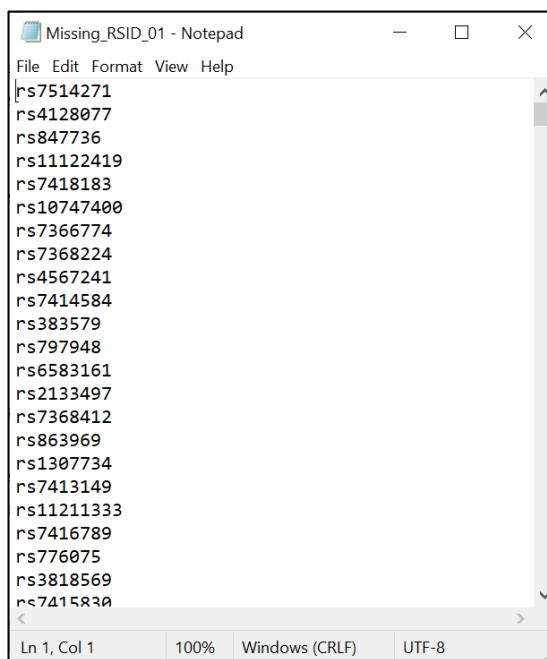 Missing_RSID_01 - Notepad
File Edit Format View Help
rs7514271
rs4128077
rs847736
rs11122419
rs7418183
rs10747400
rs7366774
rs7368224
rs4567241
rs7414584
rs383579
rs797948
rs6583161
rs2133497
rs7368412
rs863969
rs1307734
rs7413149
rs11211333
rs7416789
rs776075
rs3818569
rs7415830
Ln 1, Col 1 100% Windows (CRLF) UTF-8